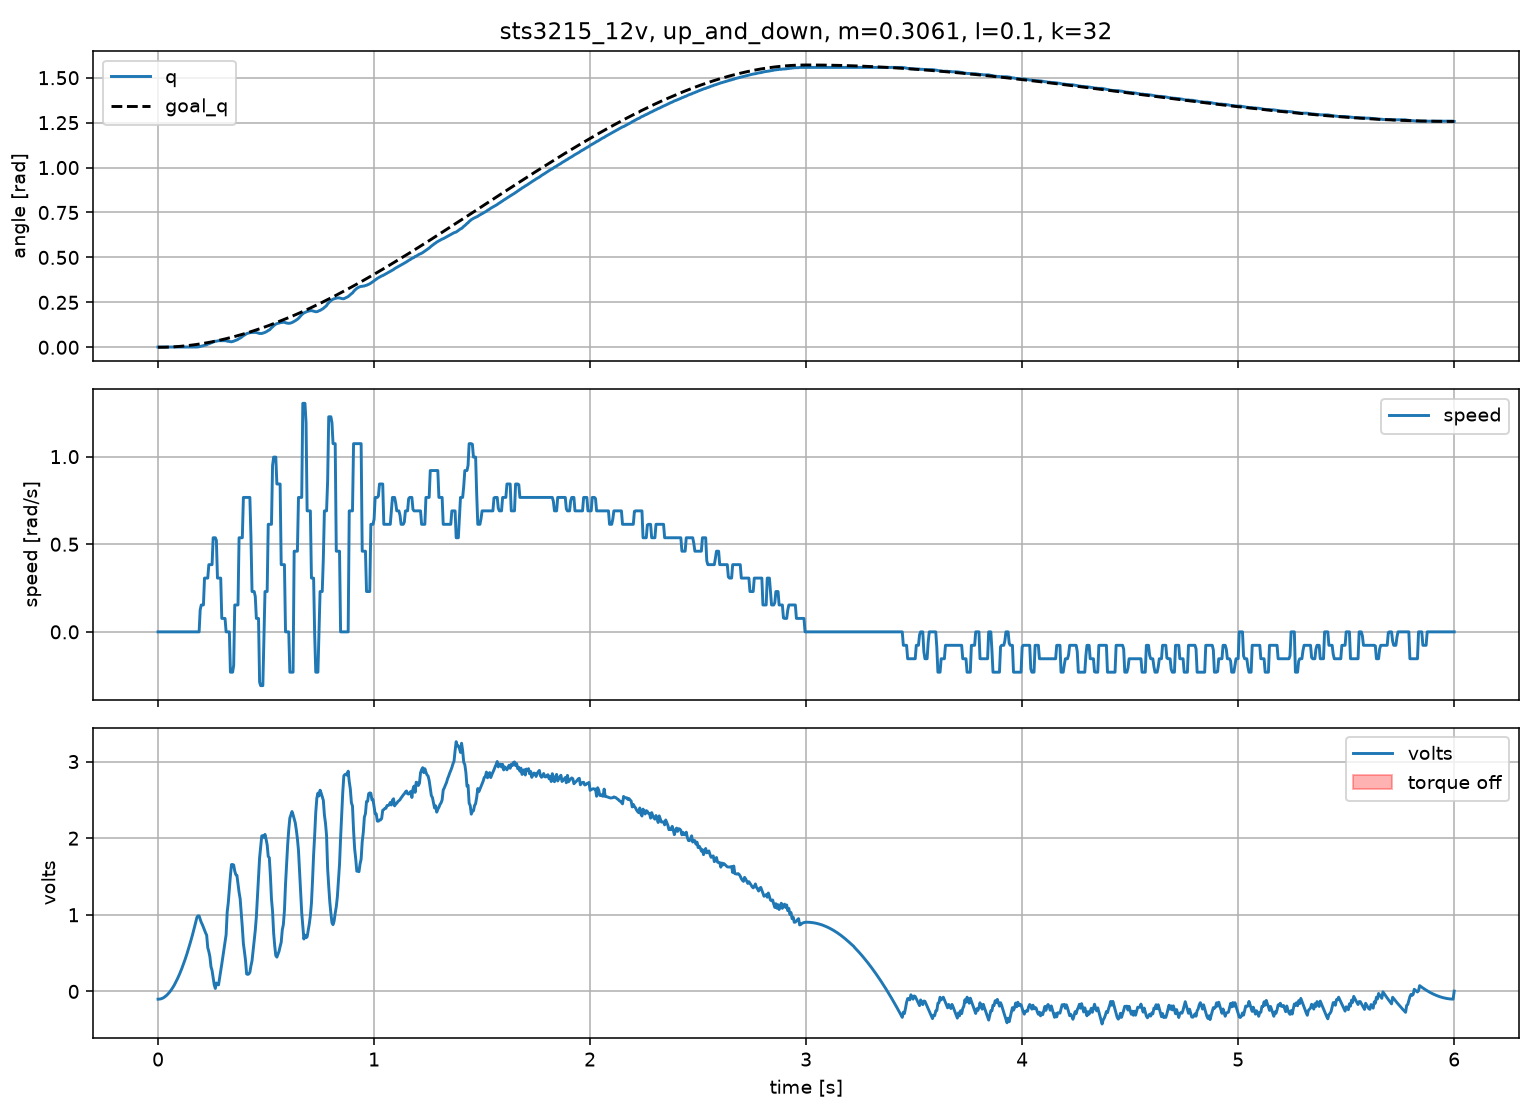 sts3215_12v, up_and_down, m=0.3061, l=0.1, k=32
q
goal_q
angle [rad]
1.50
1.25
1.00
0.75
0.50
0.25
0.00
speed
speed [rad/s]
1.0
0.5
0.0
volts
torque off
volts
3
2
1
0
0 1 2 3 4 5 6
time [s]